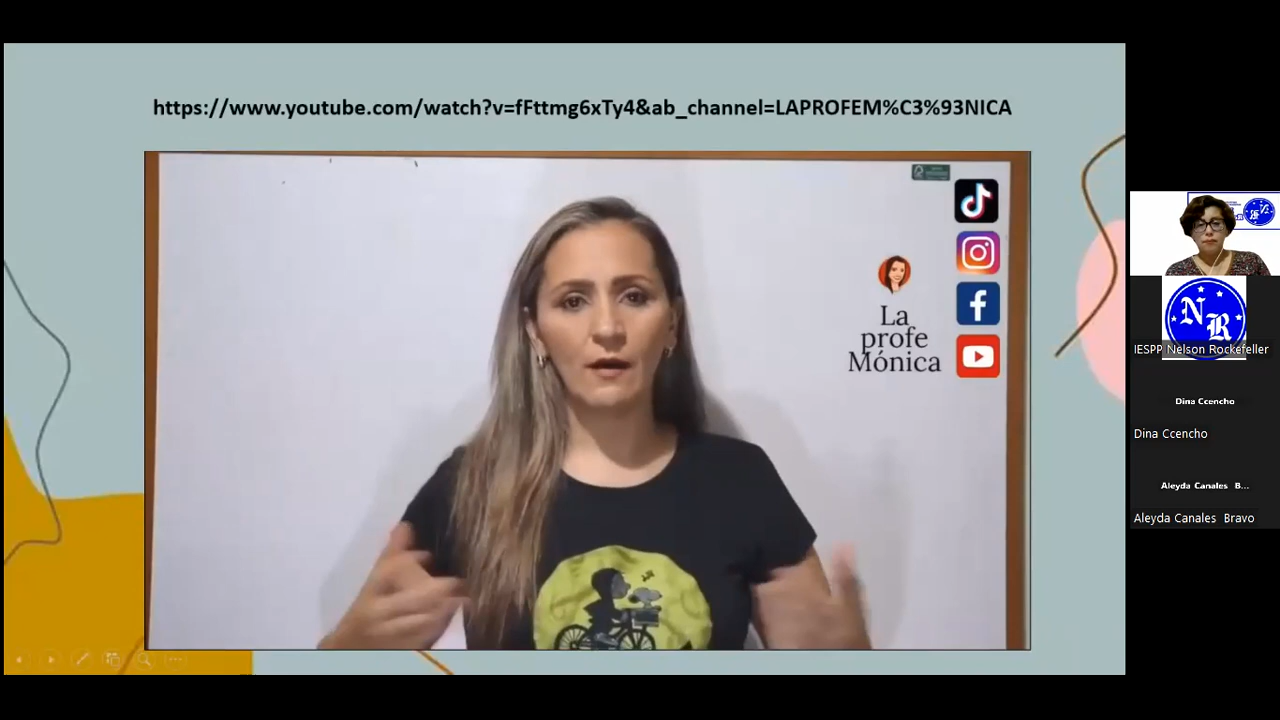 https://www.youtube.com/watch?v=fFttmg6xTy4&ab_channel=LAPROFEM%C3%93NICA
La
profe
Mónica
N
R
IESPP Nelson Rockefeller
Dina Ccencho
Dina Ccencho
Aleyda Canales B...
Aleyda Canales Bravo